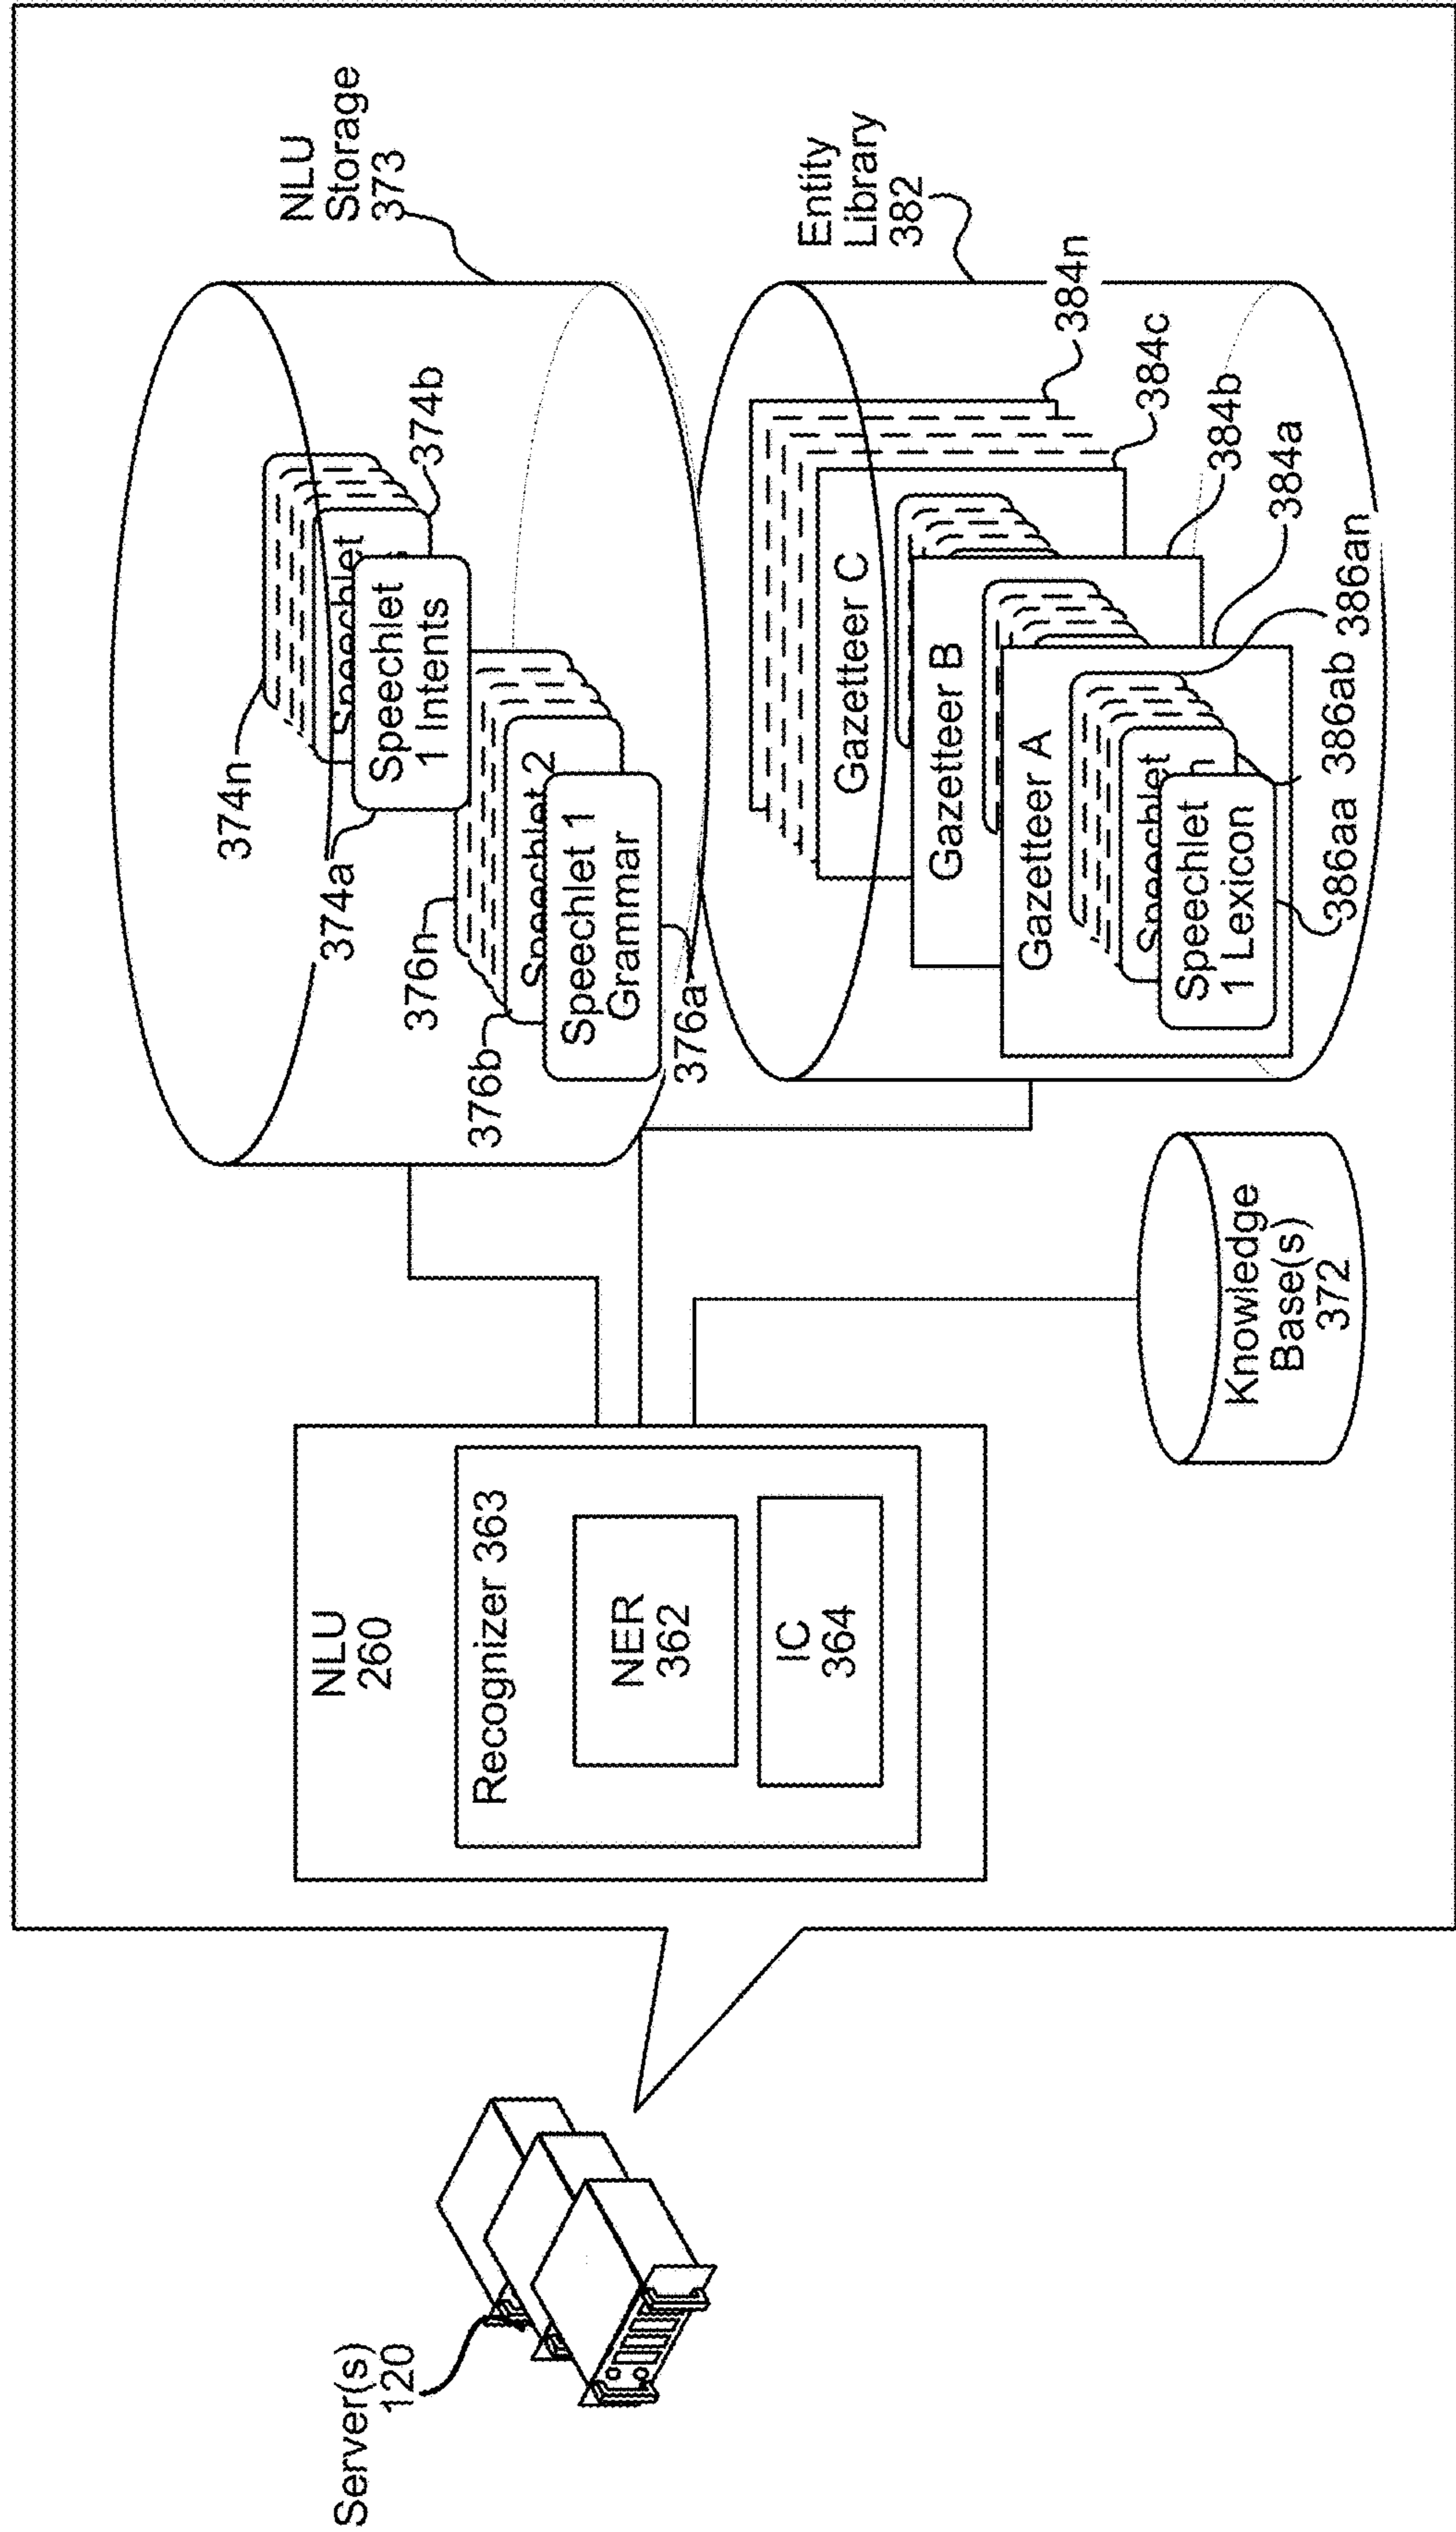 Server(s)
120
NLU
260
Recognizer 363
NER
362
IC
364
Knowledge
Base(s)
372
NLU
Storage
373
374n
374a
374b
Speechlet
Speechlet
1 Intents
376n
376b
376a
Speechlet 2
Speechlet 1
Grammar
Entity
Library
382
384n
384c
384b
384a
Gazetteer C
Gazetteer B
Gazetteer A
Speechlet
Speechlet
1 Lexicon
386aa
386ab
386an